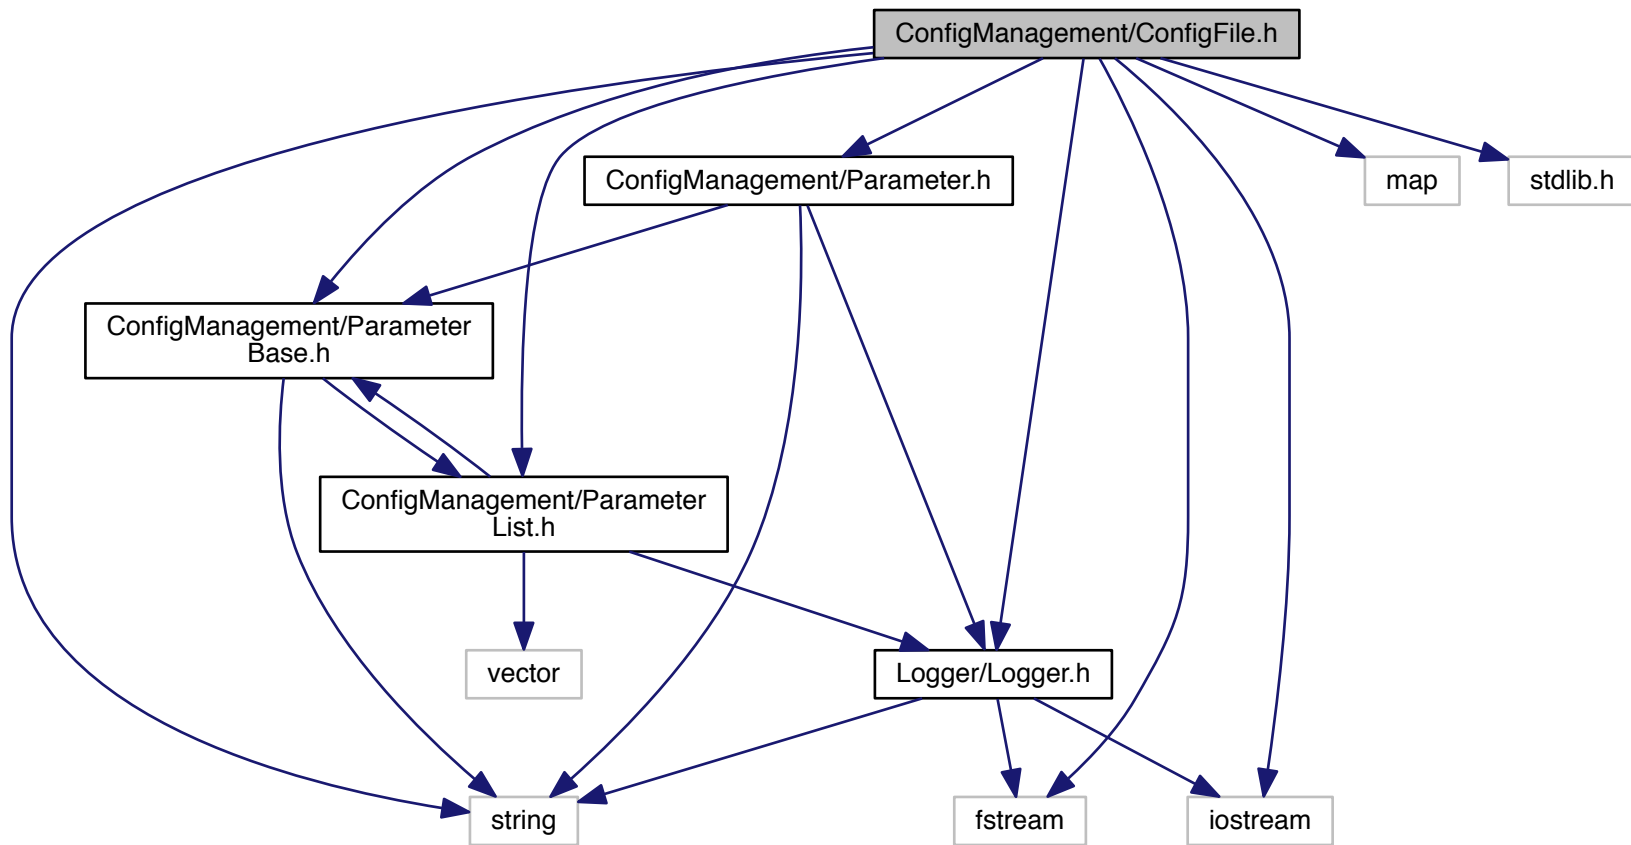 ConfigManagement/ConfigFile.h
ConfigManagement/Parameter.h
map
stdlib.h
ConfigManagement/Parameter
Base.h
ConfigManagement/Parameter
List.h
vector
Logger/Logger.h
string
fstream
iostream